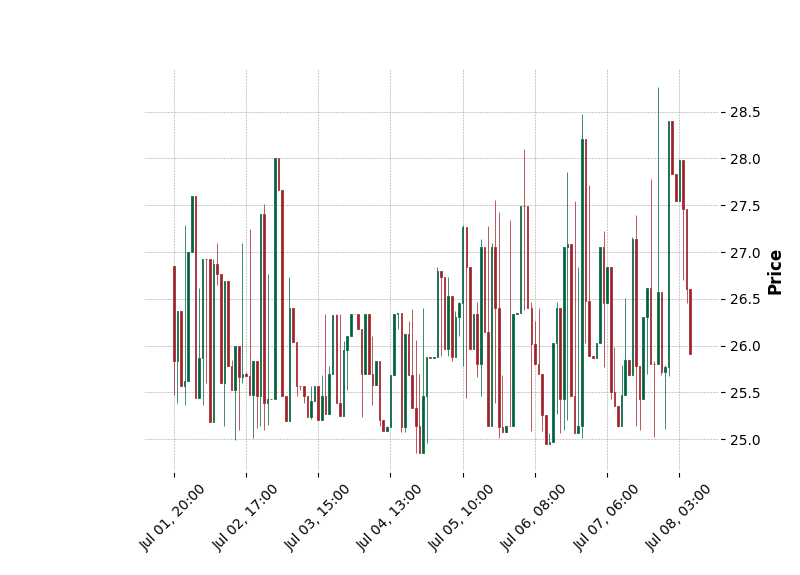 28.5
28.0
27.5
27.0
26.5
26.0
25.5
25.0
Price
Jul 01, 20:00
Jul 02, 17:00
Jul 03, 15:00
Jul 04, 13:00
Jul 05, 10:00
Jul 06, 08:00
Jul 07, 06:00
Jul 08, 03:00